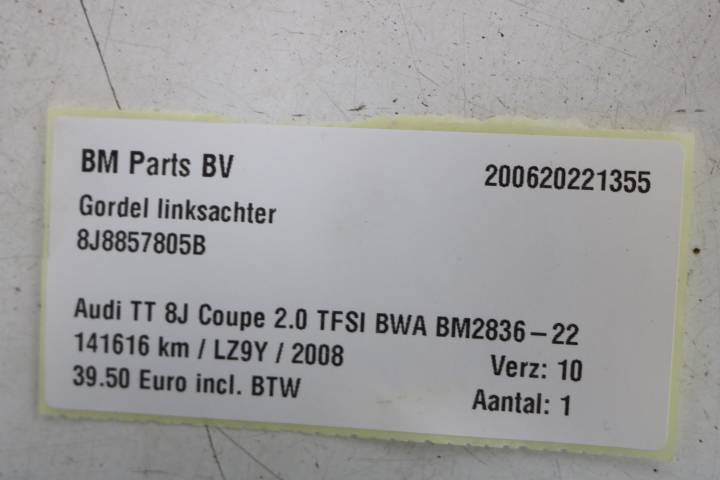 BM Parts BV 200620221355
Gordel linksachter
8J8857805B
Audi TT 8J Coupe 2.0 TFSI BWA BM2836-22
141616 km / LZ9Y / 2008 Verz: 10
39.50 Euro incl. BTW Aantal: 1